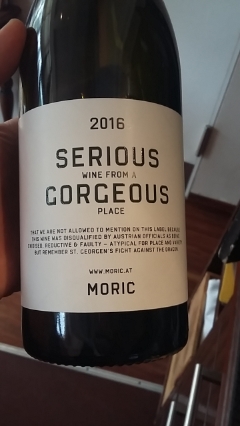 2016
SERIOUS
WINE FROM A
GORGEOUS
PLACE
THAT WE ARE NOT ALLOWED TO MENTION ON THIS LABEL BECAUSE
THIS WINE WAS DISQUALIFIED BY AUSTRIAN OFFICIALS AS BEING
REDUCTIVE & FAULTY – ATYPICAL FOR PLACE AND
BUT REMEMBER ST. GEORGEN'S FIGHT AGAINST THE DRAGON
WWW.MORIC.AT
MORIC